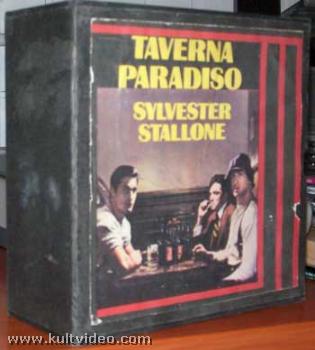 TAVERNA
PARADISO
SYLVESTER
STALLONE
www.kultvideo.com